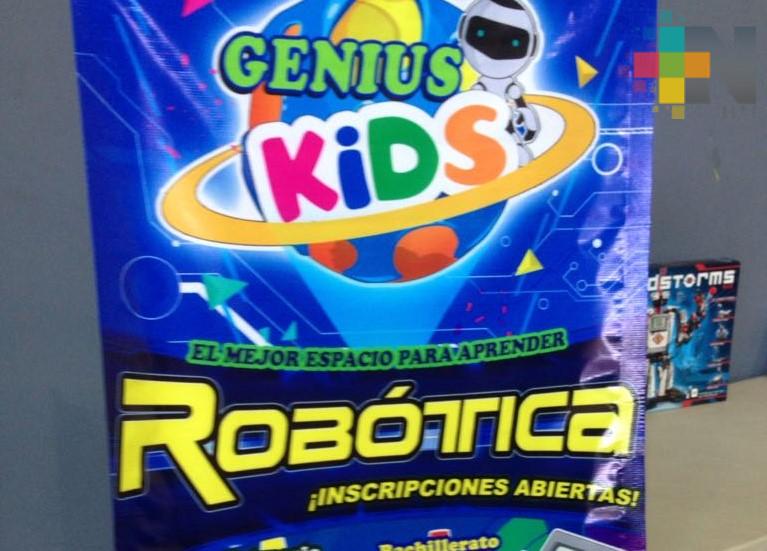 GENIUS
KiDS
EL MEJOR ESPACIO PARA APRENDER
ROBÓTICA
¡INSCRIPCIONES ABIERTAS!
Bachillerato
dstorms
N